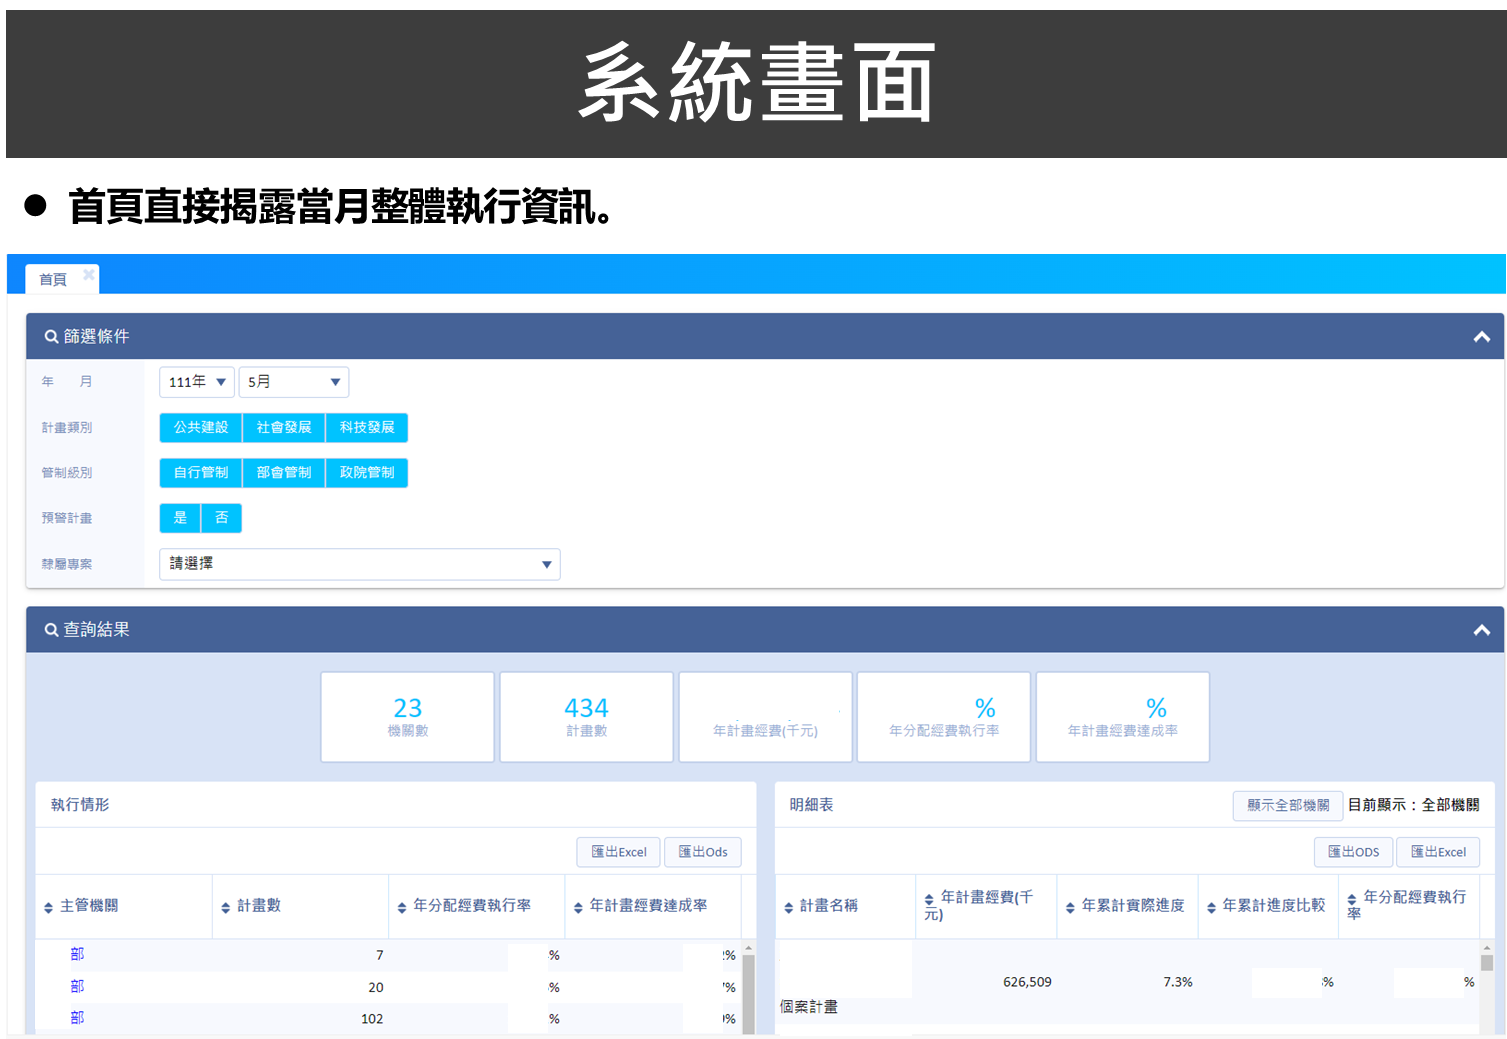 系統畫面
● 首頁直接揭露當月整體執行資訊。
首頁
篩選條件
年 月 111年 5月
計畫類別 公共建設 社會發展 科技發展
管制級別 自行管制 部會管制 政院管制
預警計畫 是 否
隸屬專案 請選擇
查詢結果
23 434 % %
機關數 計畫數 年計畫經費(千元) 年分配經費執行率 年計畫經費達成率
執行情形
匯出Excel 匯出Ods
主管機關 計畫數 年分配經費執行率 年計畫經費達成率
部 7 % %
部 20 % %
部 102 % %
明細表 顯示全部機關 目前顯示：全部機關
匯出ODS 匯出Excel
計畫名稱 年計畫經費(千元) 年累計實際進度 年累計進度比較 年分配經費執行率
626,509 7.3% % %
個案計畫